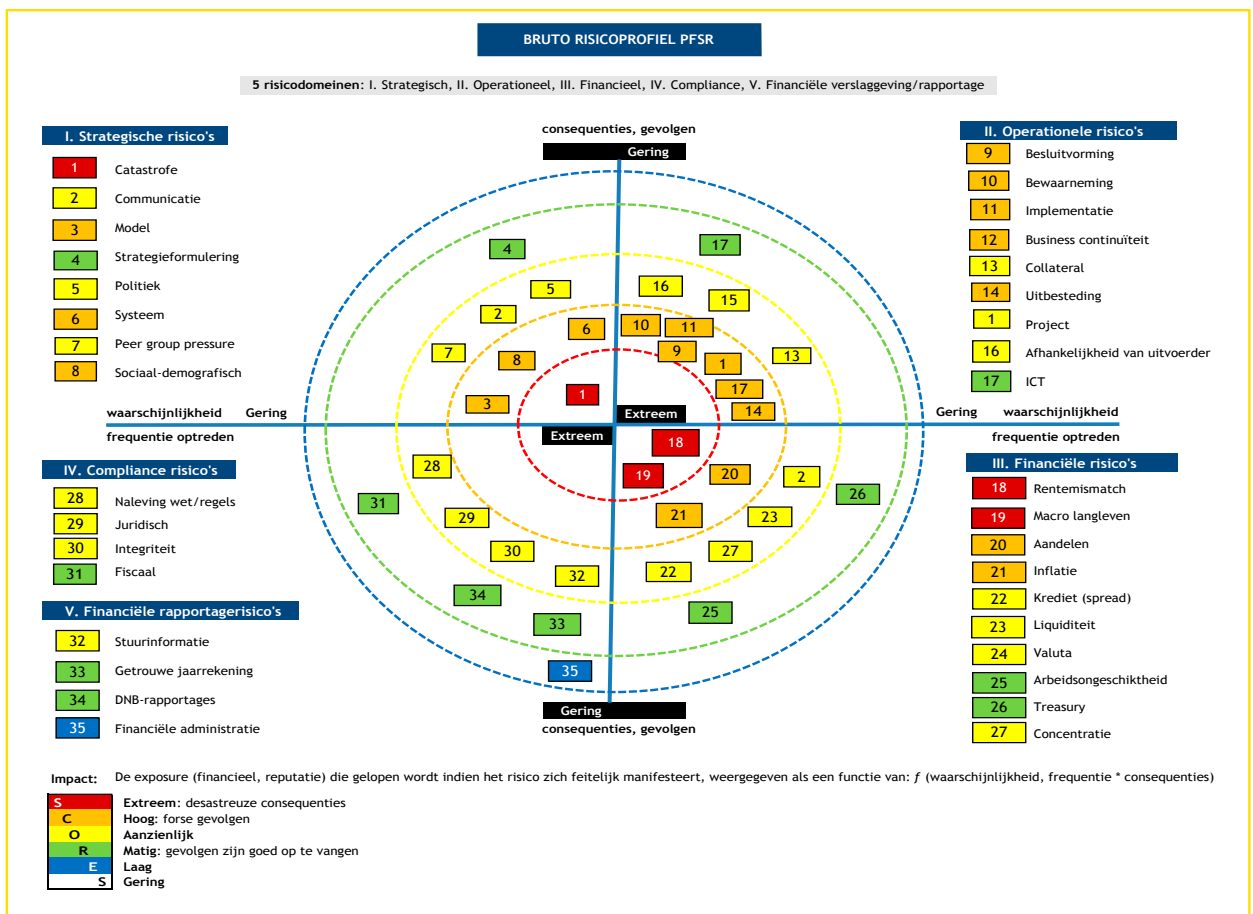 BRUTO RISICOPROFIEL PFSR
5 risicodomeinen: I. Strategisch, II. Operationeel, III. Financieel, IV. Compliance, V. Financiële verslaggeving/rapportage
I. Strategische risico's
1 Catastrofe
2 Communicatie
3 Model
4 Strategieformulering
5 Politiek
6 Systeem
7 Peer group pressure
8 Sociaal-demografisch
consequenties, gevolgen
Gering
4
17
5
16
15
2
6
10
11
7
8
9
1
13
1
17
3
14
II. Operationele risico's
9 Besluitvorming
10 Bewaarneming
11 Implementatie
12 Business continuïteit
13 Collateral
14 Uitbesteding
1 Project
16 Afhankelijkheid van uitvoerder
17 ICT
waarschijnlijkheid Gering
frequentie optreden
Extreem
Extreem
Gering waarschijnlijkheid
frequentie optreden
IV. Compliance risico's
28 Naleving wet/regels
29 Juridisch
30 Integriteit
31 Fiscaal
V. Financiële rapportagerisico's
32 Stuurinformatie
33 Getrouwe jaarrekening
34 DNB-rapportages
35 Financiële administratie
18
28
19
20
2
31
26
29
21
23
30
27
32
22
34
25
33
35
Gering
consequenties, gevolgen
III. Financiële risico's
18 Rentemismatch
19 Macro langleven
20 Aandelen
21 Inflatie
22 Krediet (spread)
23 Liquiditeit
24 Valuta
25 Arbeidsongeschiktheid
26 Treasury
27 Concentratie
Impact: De exposure (financieel, reputatie) die gelopen wordt indien het risico zich feitelijk manifesteert, weergegeven als een functie van: ƒ (waarschijnlijkheid, frequentie * consequenties)
S Extreem: desastreuze consequenties
C Hoog: forse gevolgen
O Aanzienlijk
R Matig: gevolgen zijn goed op te vangen
E Laag
S Gering